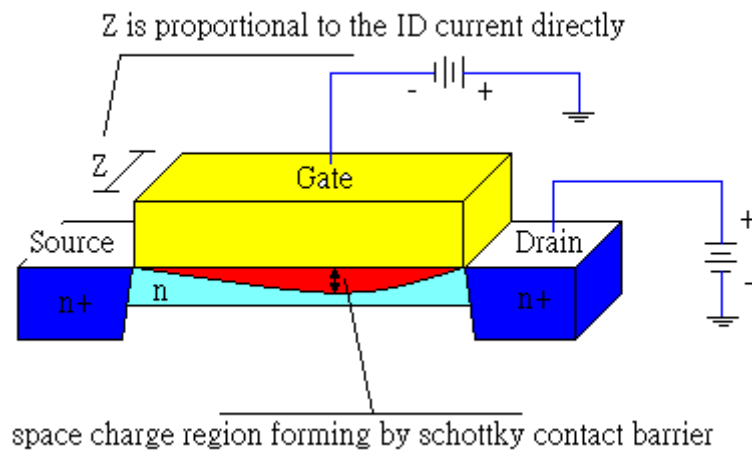 Z is proportional to the ID current directly
- +
Z
Gate
Source
Drain
+
-
n+
n
n+
space charge region forming by schottky contact barrier